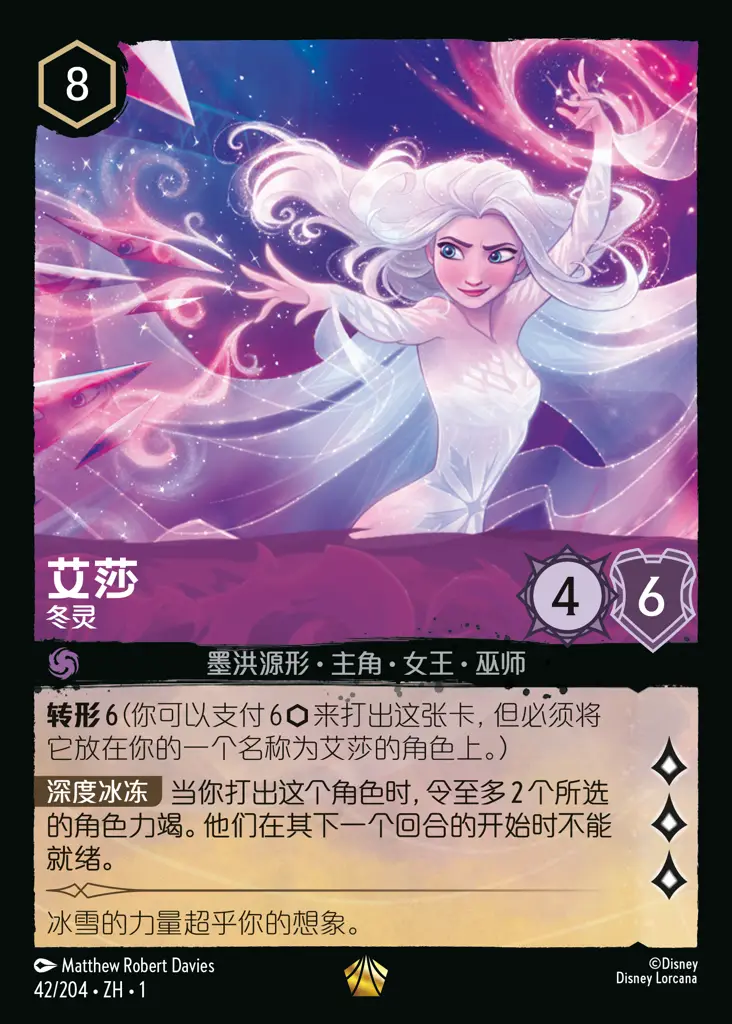 8
艾莎
冬灵
4
6
墨洪源形・主角・女王・巫师
转形 6(你可以支付 6⬡来打出这张卡, 但必须将
它放在你的一个名称为艾莎的角色上。)
深度冰冻 当你打出这个角色时, 令至多 2 个所选
的角色力竭。他们在其下一个回合的开始时不能
就绪。
冰雪的力量超乎你的想象。
Matthew Robert Davies
42/204 • ZH • 1
©Disney
Disney Lorcana